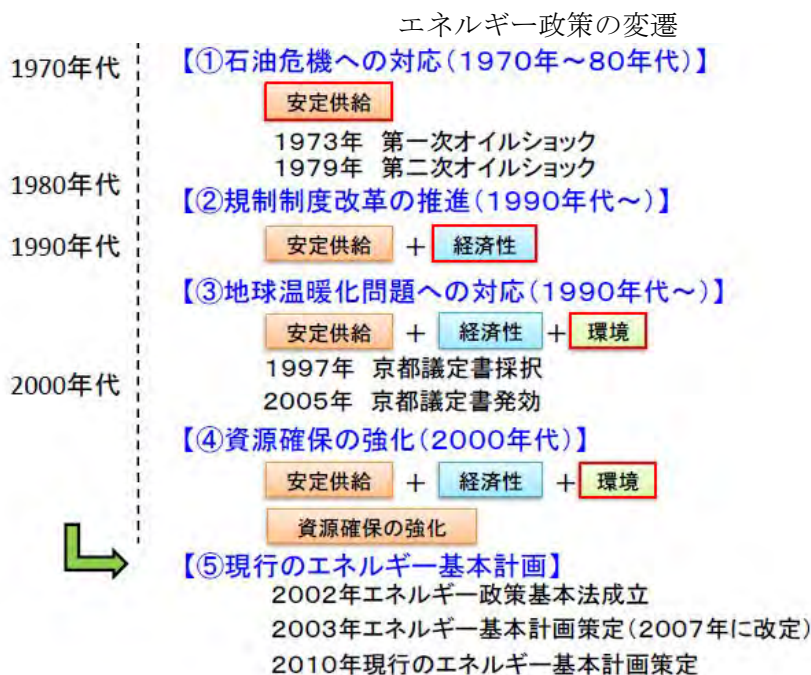 エネルギー政策の変遷
1970年代
【①石油危機への対応(1970年～80年代)】
安定供給
1973年 第一次オイルショック
1979年 第二次オイルショック
1980年代
【②規制制度改革の推進(1990年代～)】
1990年代
安定供給 + 経済性
【③地球温暖化問題への対応(1990年代～)】
安定供給 + 経済性 + 環境
1997年 京都議定書採択
2000年代
2005年 京都議定書発効
【④資源確保の強化(2000年代)】
安定供給 + 経済性 + 環境
資源確保の強化
【⑤現行のエネルギー基本計画】
2002年エネルギー政策基本法成立
2003年エネルギー基本計画策定(2007年に改定)
2010年現行のエネルギー基本計画策定